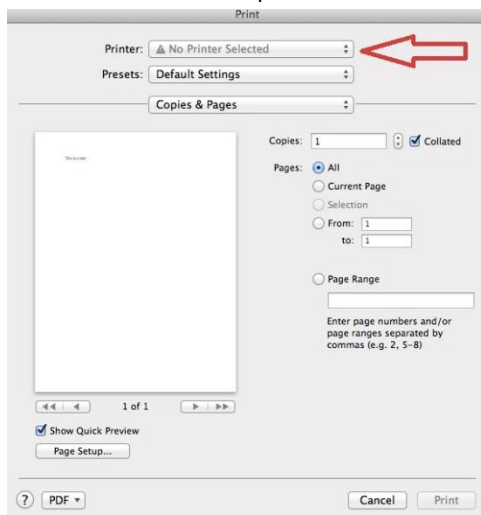 Print
Printer: No Printer Selected
Presets: Default Settings
Copies & Pages
Copies: 1 Collated
Pages: All
Current Page
Selection
From: 1
to: 1
Page Range
Enter page numbers and/or
page ranges separated by
commas (e.g. 2, 5-8)
1 of 1
Show Quick Preview
Page Setup...
? PDF
Cancel Print